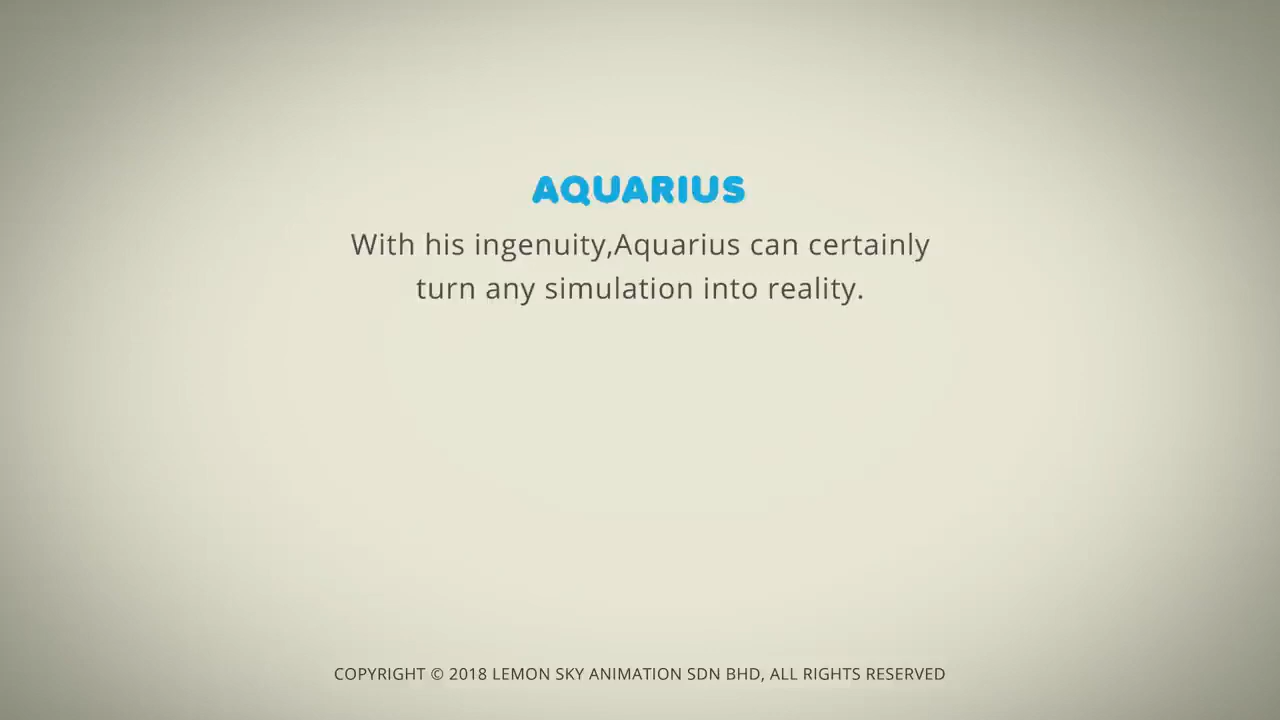 AQUARIUS
With his ingenuity,Aquarius can certainly
turn any simulation into reality.
COPYRIGHT © 2018 LEMON SKY ANIMATION SDN BHD, ALL RIGHTS RESERVED